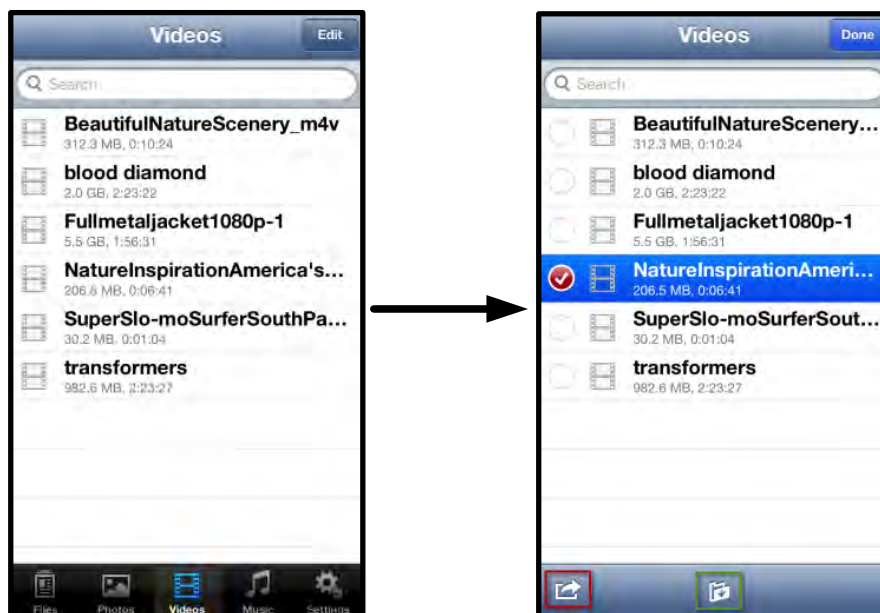 Videos
Edit
Search
BeautifulNatureScenery_m4v
312.3 MB, 0:10:24
blood diamond
2.0 GB, 2:23:22
Fullmetaljacket1080p-1
5.5 GB, 1:56:31
NatureInspirationAmerica's...
206.5 MB, 0:06:41
SuperSlo-moSurferSouthPa...
30.2 MB, 0:01:04
transformers
982.6 MB, 2:23:27
Files
Photos
Videos
Music
Settings
Videos
Done
Search
BeautifulNatureScenery...
312.3 MB, 0:10:24
blood diamond
2.0 GB, 2:23:22
Fullmetaljacket1080p-1
5.5 GB, 1:56:31
NatureInspirationAmeri...
206.5 MB, 0:06:41
SuperSlo-moSurferSout...
30.2 MB, 0:01:04
transformers
982.6 MB, 2:23:27